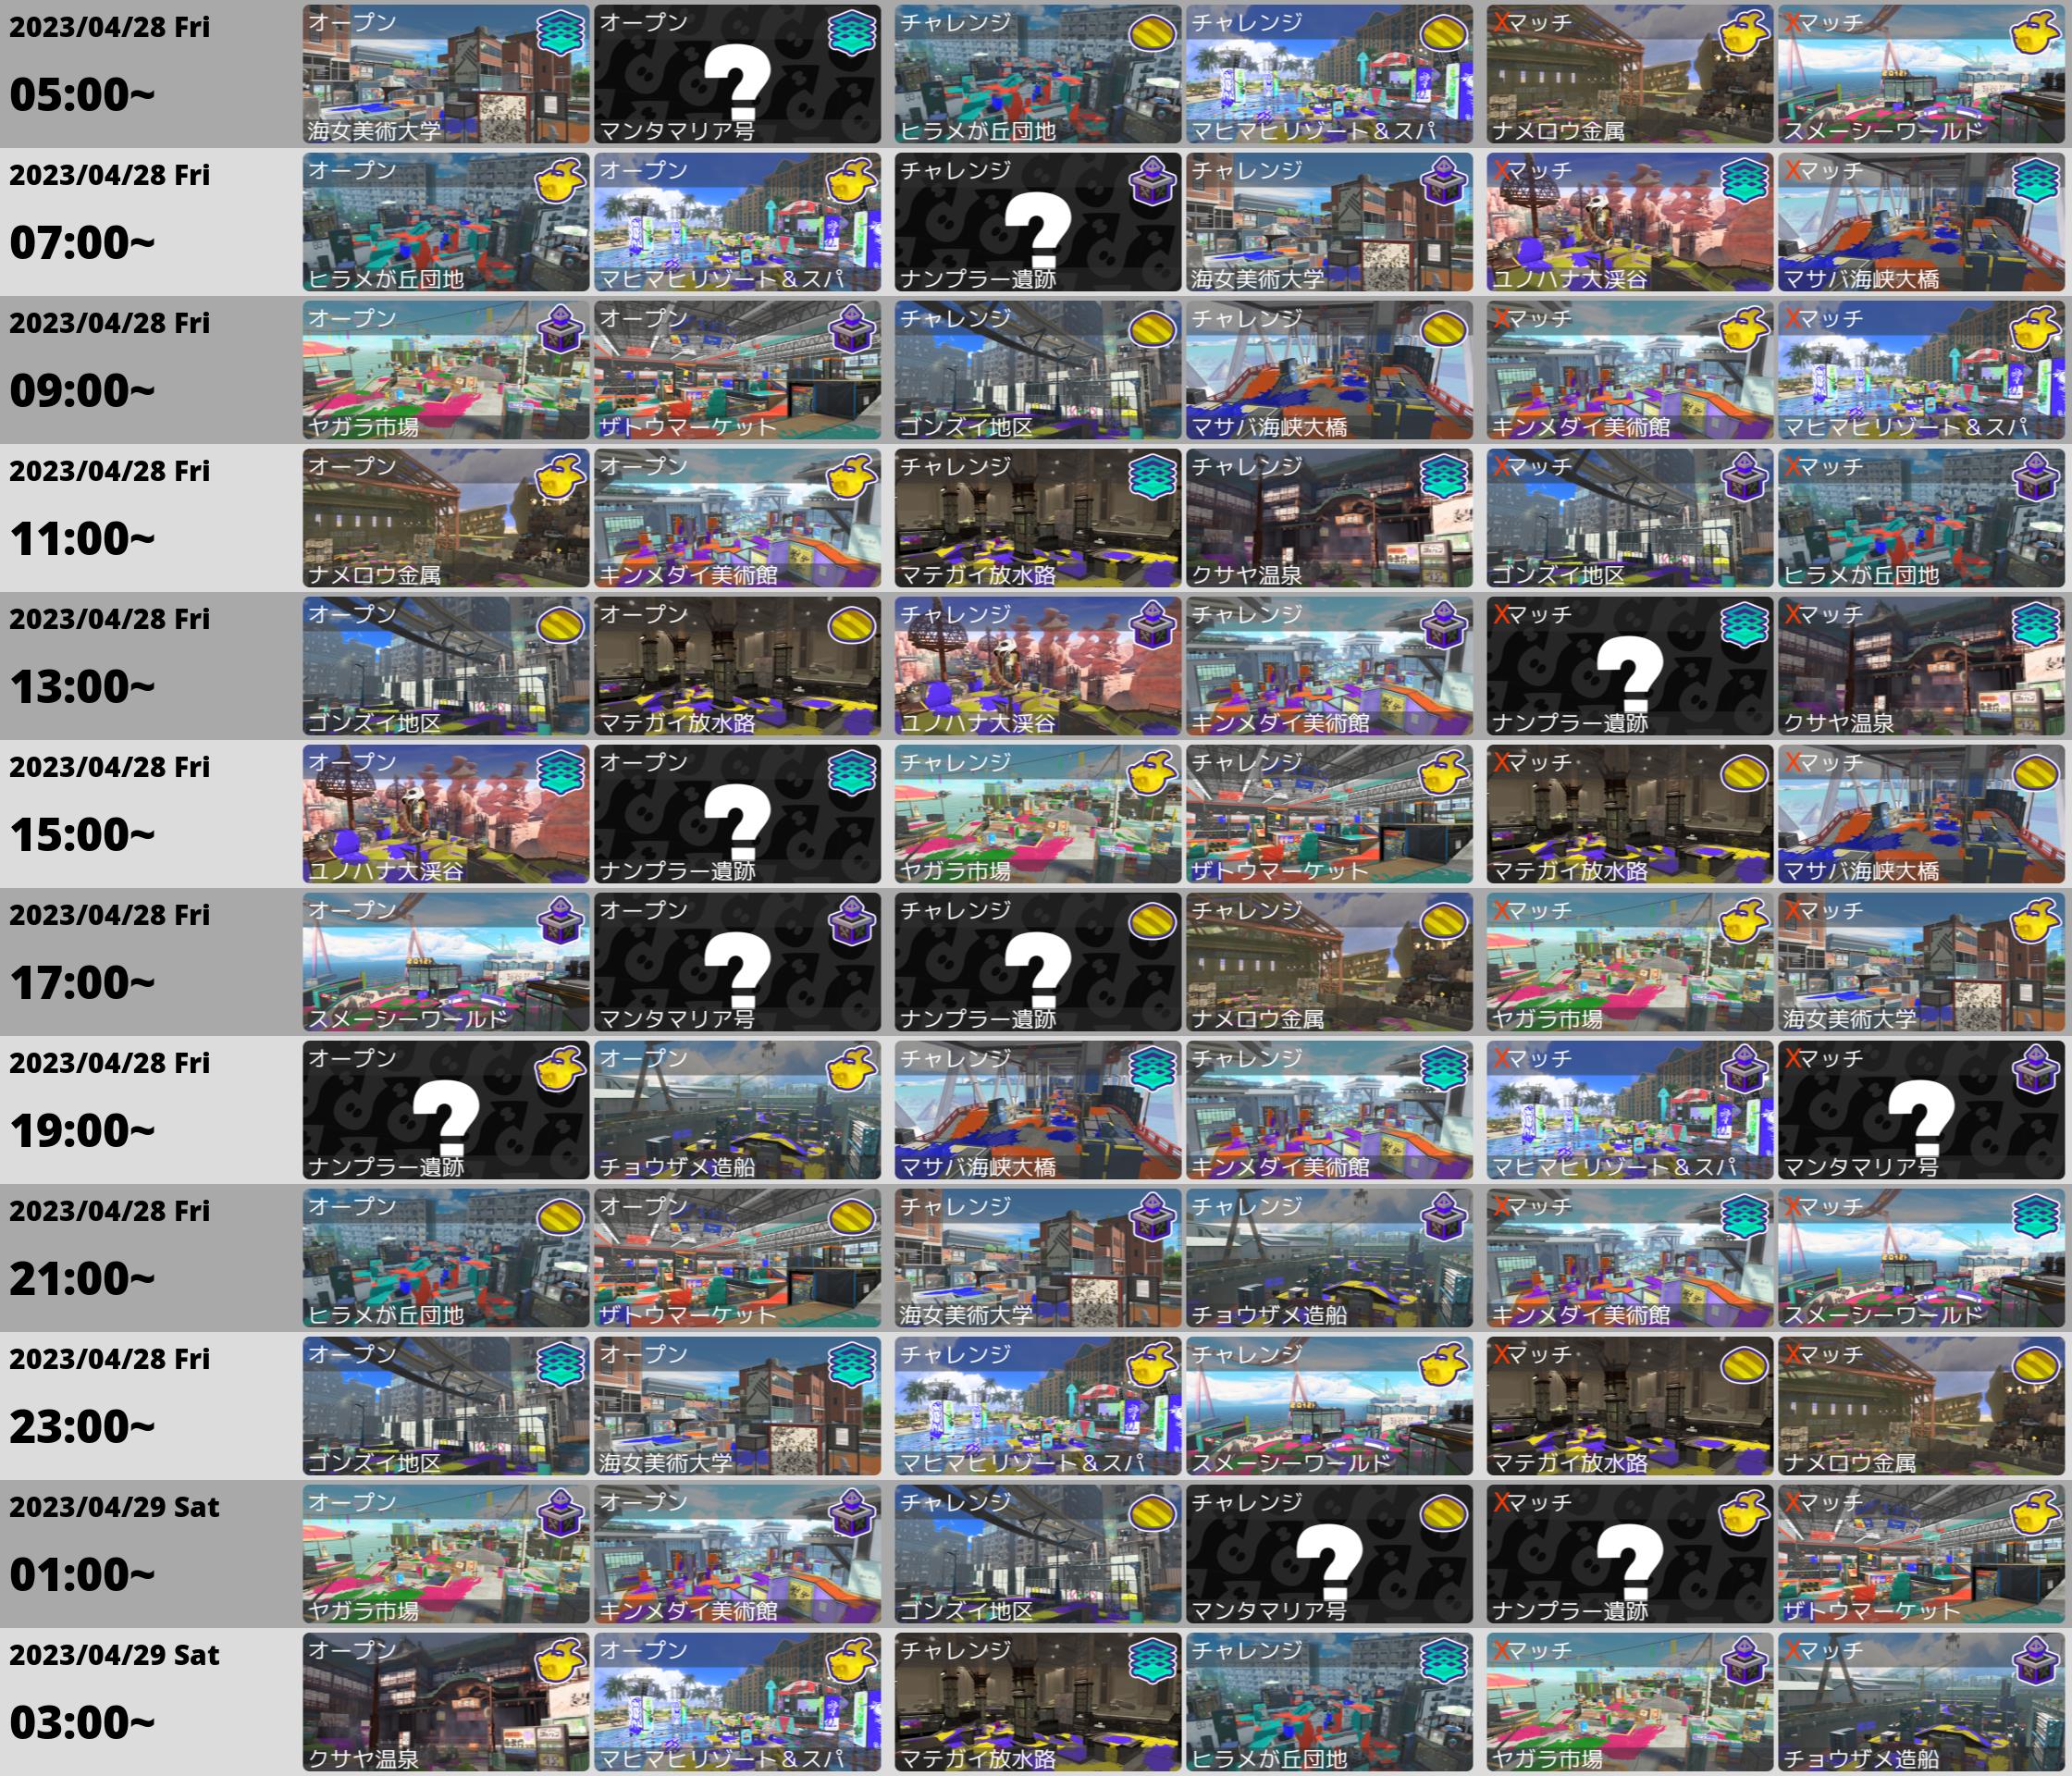 2023/04/28 Fri
05:00~
オープン
海女美術大学
オープン
マンタマリア号
チャレンジ
ヒラメが丘団地
チャレンジ
マヒマヒリゾート＆スパ
Xマッチ
ナメロウ金属
Xマッチ
スメーシーワールド
2023/04/28 Fri
07:00~
オープン
ヒラメが丘団地
オープン
マヒマヒリゾート＆スパ
チャレンジ
ナンプラー遺跡
チャレンジ
海女美術大学
Xマッチ
ユノハナ大渓谷
Xマッチ
マサバ海峡大橋
2023/04/28 Fri
09:00~
オープン
ヤガラ市場
オープン
ザトウマーケット
チャレンジ
ゴンズイ地区
チャレンジ
マサバ海峡大橋
Xマッチ
キンメダイ美術館
Xマッチ
マヒマヒリゾート＆スパ
2023/04/28 Fri
11:00~
オープン
ナメロウ金属
オープン
キンメダイ美術館
チャレンジ
マテガイ放水路
チャレンジ
クサヤ温泉
Xマッチ
ゴンズイ地区
Xマッチ
ヒラメが丘団地
2023/04/28 Fri
13:00~
オープン
ゴンズイ地区
オープン
マテガイ放水路
チャレンジ
ユノハナ大渓谷
チャレンジ
キンメダイ美術館
Xマッチ
ナンプラー遺跡
Xマッチ
クサヤ温泉
2023/04/28 Fri
15:00~
オープン
ユノハナ大渓谷
オープン
ナンプラー遺跡
チャレンジ
ヤガラ市場
チャレンジ
ザトウマーケット
Xマッチ
マテガイ放水路
Xマッチ
マサバ海峡大橋
2023/04/28 Fri
17:00~
オープン
スメーシーワールド
オープン
マンタマリア号
チャレンジ
ナンプラー遺跡
チャレンジ
ナメロウ金属
Xマッチ
ヤガラ市場
Xマッチ
海女美術大学
2023/04/28 Fri
19:00~
オープン
ナンプラー遺跡
オープン
チョウザメ造船
チャレンジ
マサバ海峡大橋
チャレンジ
キンメダイ美術館
Xマッチ
マヒマヒリゾート＆スパ
Xマッチ
マンタマリア号
2023/04/28 Fri
21:00~
オープン
ヒラメが丘団地
オープン
ザトウマーケット
チャレンジ
海女美術大学
チャレンジ
チョウザメ造船
Xマッチ
キンメダイ美術館
Xマッチ
スメーシーワールド
2023/04/28 Fri
23:00~
オープン
ゴンズイ地区
オープン
海女美術大学
チャレンジ
マヒマヒリゾート＆スパ
チャレンジ
スメーシーワールド
Xマッチ
マテガイ放水路
Xマッチ
ナメロウ金属
2023/04/29 Sat
01:00~
オープン
ヤガラ市場
オープン
キンメダイ美術館
チャレンジ
ゴンズイ地区
チャレンジ
マンタマリア号
Xマッチ
ナンプラー遺跡
Xマッチ
ザトウマーケット
2023/04/29 Sat
03:00~
オープン
クサヤ温泉
オープン
マヒマヒリゾート＆スパ
チャレンジ
マテガイ放水路
チャレンジ
ヒラメが丘団地
Xマッチ
ヤガラ市場
Xマッチ
チョウザメ造船